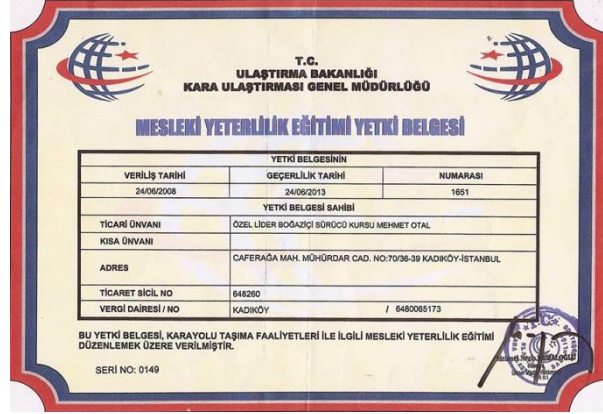 T.C.
ULAŞTIRMA BAKANLIĞI
KARA ULAŞTIRMASI GENEL MÜDÜRLÜĞÜ
MESLEKİ YETERLİLİK EĞİTİMİ YETKİ BELGESİ
YETKİ BELGESİNİN
VERİLİŞ TARİHİ GEÇERLİLİK TARİHİ NUMARASI
24/06/2008 24/06/2013 1651
YETKİ BELGESİ SAHİBİ
TİCARİ ÜNVANI ÖZEL LİDER BOĞAZİÇİ SÜRÜCÜ KURSU MEHMET OTAL
KISA ÜNVANI
ADRES CAFERAĞA MAH. MÜHÜRDAR CAD. NO:70/36-39 KADIKÖY-İSTANBUL
TİCARET SİCİL NO 648260
VERGİ DAİRESİ / NO KADIKÖY / 6480065173
BU YETKİ BELGESİ, KARAYOLU TAŞIMA FAALİYETLERİ İLE İLGİLİ MESLEKİ YETERLİLİK EĞİTİMİ
DÜZENLEMEK ÜZERE VERİLMİŞTİR.
SERİ NO: 0149